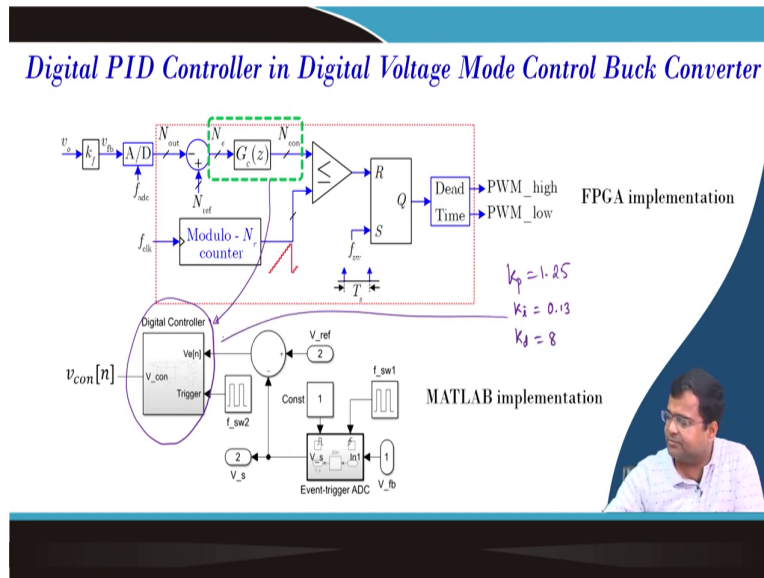 Digital PID Controller in Digital Voltage Mode Control Buck Converter
v_o k_f v_fb A/D N_out - + N_e G_c(z) N_con ≤ R
f_adc N_ref Q Dead Time PWM_high PWM_low FPGA implementation
f_clk Modulo - N_r counter S
f_sw
T_s
K_p = 1.25
K_i = 0.13
K_d = 8
Digital Controller
V_ref
2
Ve[n]
v_con[n] V_con
f_sw1
Trigger Const 1 MATLAB implementation
f_sw2
2 V_s In1 1
V_s
Event-trigger ADC V_fb